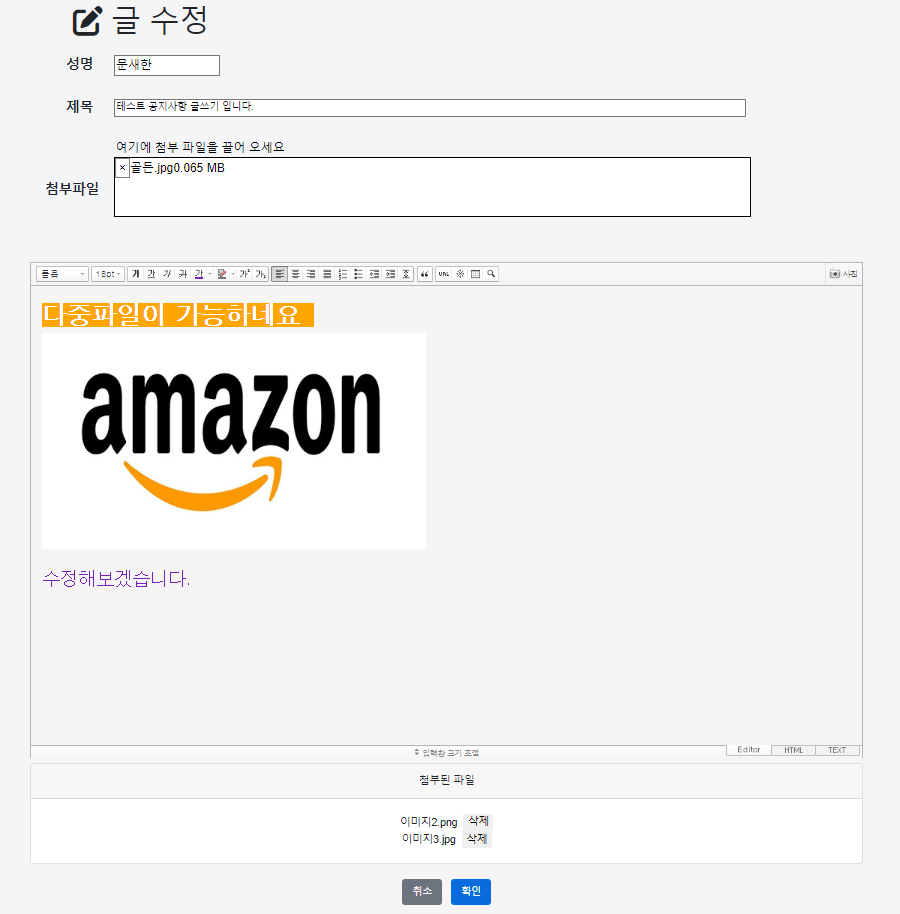 글 수정
성명 문새한
제목 테스트 공지사항 글쓰기 입니다.
여기에 첨부 파일을 끌어 오세요
첨부파일
× 골든.jpg0.065 MB
돋움 18pt 가 가 가 가 가 가² 가₂ URL ※ 사진
다중파일이 가능하네요
amazon
수정해보겠습니다.
입력창 크기 조절 Editor HTML TEXT
첨부된 파일
이미지2.png 삭제
이미지3.jpg 삭제
취소 확인